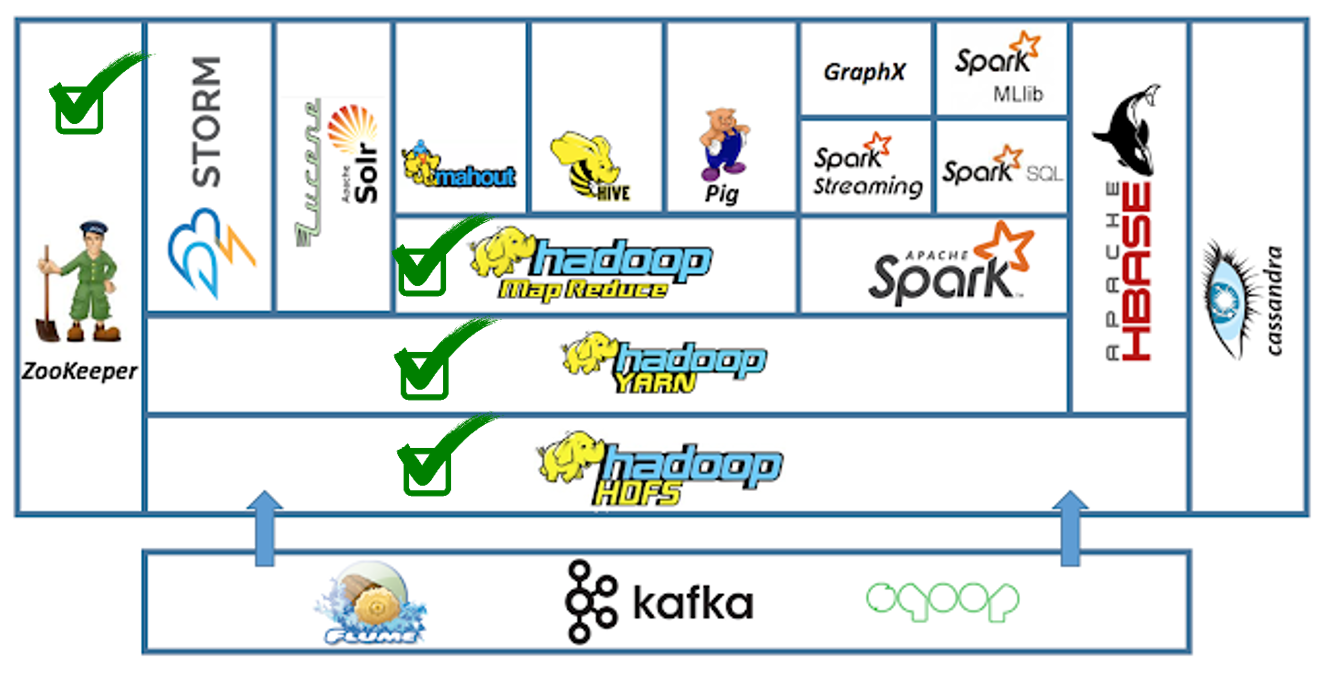 ZooKeeper
STORM
Lucene
Apache
Solr
mahout
HIVE
Pig
GraphX
Spark
MLlib
Spark
Streaming
Spark SQL
hadoop
Map Reduce
APACHE
Spark™
APACHE
HBASE
cassandra
hadoop
YARN
hadoop
HDFS
FLUME
kafka
sqoop